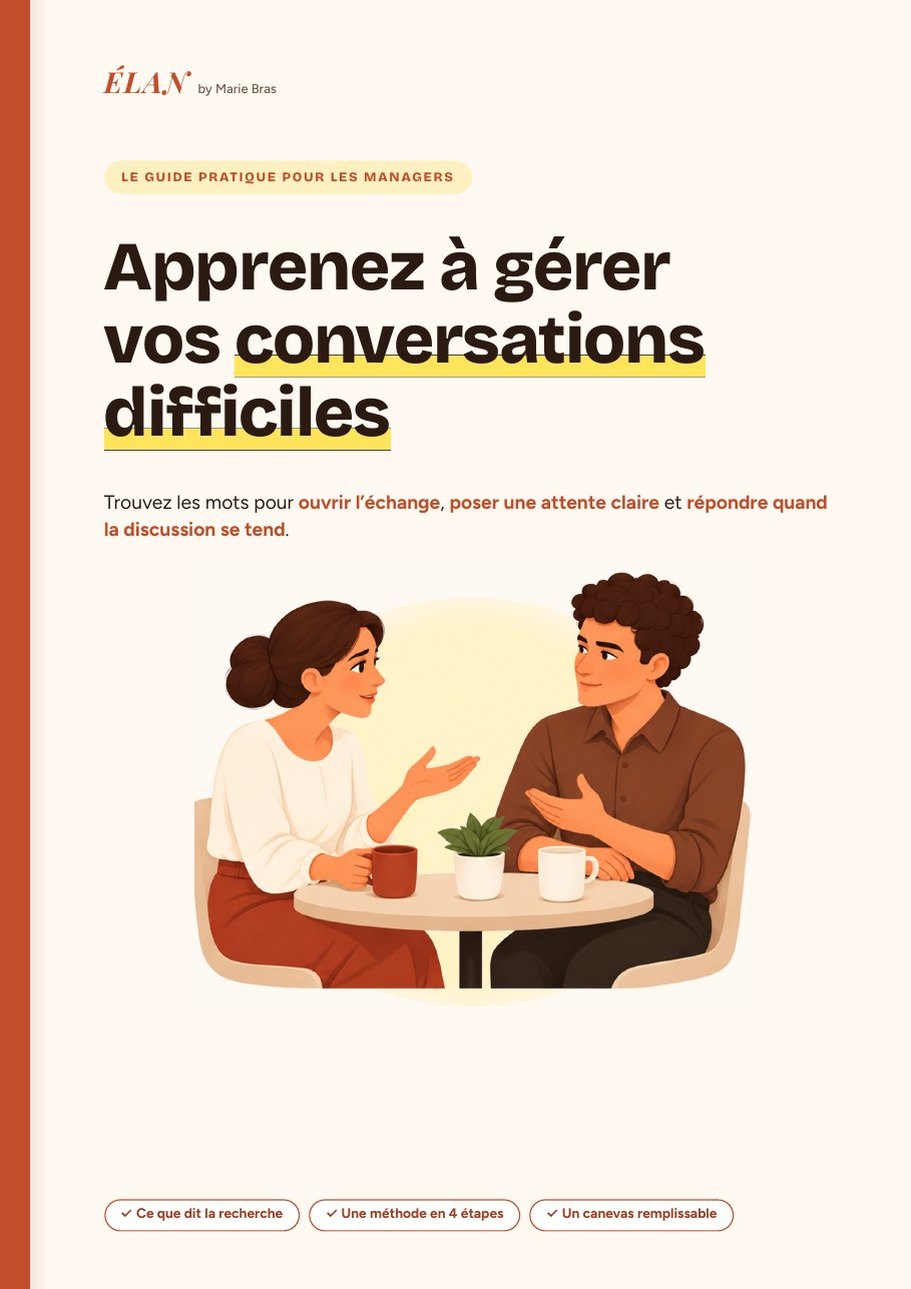 ÉLAN by Marie Bras
LE GUIDE PRATIQUE POUR LES MANAGERS
Apprenez à gérer
vos conversations
difficiles
Trouvez les mots pour ouvrir l’échange, poser une attente claire et répondre quand
la discussion se tend.
✓ Ce que dit la recherche ✓ Une méthode en 4 étapes ✓ Un canevas remplissable